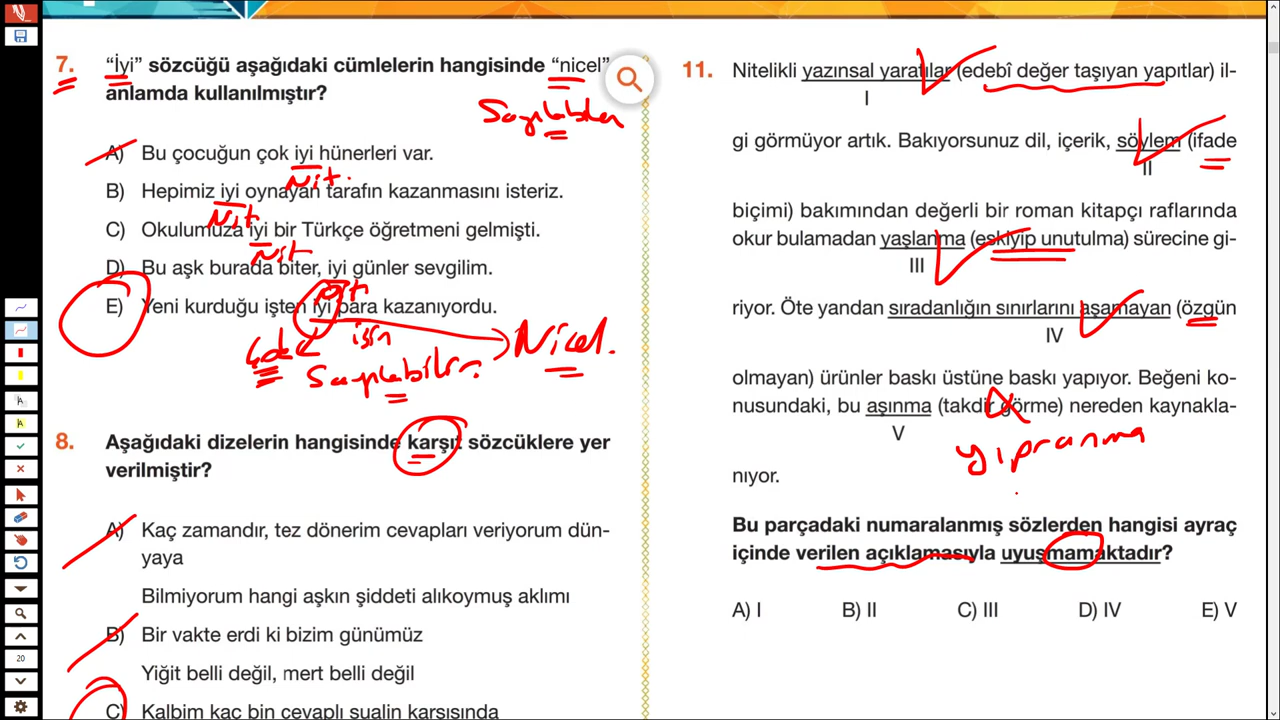 7. “İyi” sözcüğü aşağıdaki cümlelerin hangisinde “nicel”
anlamda kullanılmıştır?
Sayılabilen
A) Bu çocuğun çok iyi hünerleri var.
Nit.
B) Hepimiz iyi oynayan tarafın kazanmasını isteriz.
Nit
C) Okulumuza iyi bir Türkçe öğretmeni gelmişti.
Nit
D) Bu aşk burada biter, iyi günler sevgilim.
E) Yeni kurduğu işten iyi para kazanıyordu.
çok
Sayılabilir.
Nicel.
8. Aşağıdaki dizelerin hangisinde karşıt sözcüklere yer
verilmiştir?
A) Kaç zamandır, tez dönerim cevapları veriyorum dün-
yaya
Bilmiyorum hangi aşkın şiddeti alıkoymuş aklımı
B) Bir vakte erdi ki bizim günümüz
Yiğit belli değil, mert belli değil
C) Kalbim kaç bin cevaplı sualin karşısında
11. Nitelikli yazınsal yaratılar (edebî değer taşıyan yapıtlar) il-
I
gi görmüyor artık. Bakıyorsunuz dil, içerik, söylem (ifade
II
biçimi) bakımından değerli bir roman kitapçı raflarında
okur bulamadan yaşlanma (eskiyip unutulma) sürecine gi-
III
riyor. Öte yandan sıradanlığın sınırlarını aşamayan (özgün
IV
olmayan) ürünler baskı üstüne baskı yapıyor. Beğeni ko-
nusundaki, bu aşınma (takdir görme) nereden kaynakla-
V
yıpranma
nıyor.
Bu parçadaki numaralanmış sözlerden hangisi ayraç
içinde verilen açıklamasıyla uyuşmamaktadır?
A) I B) II C) III D) IV E) V
20